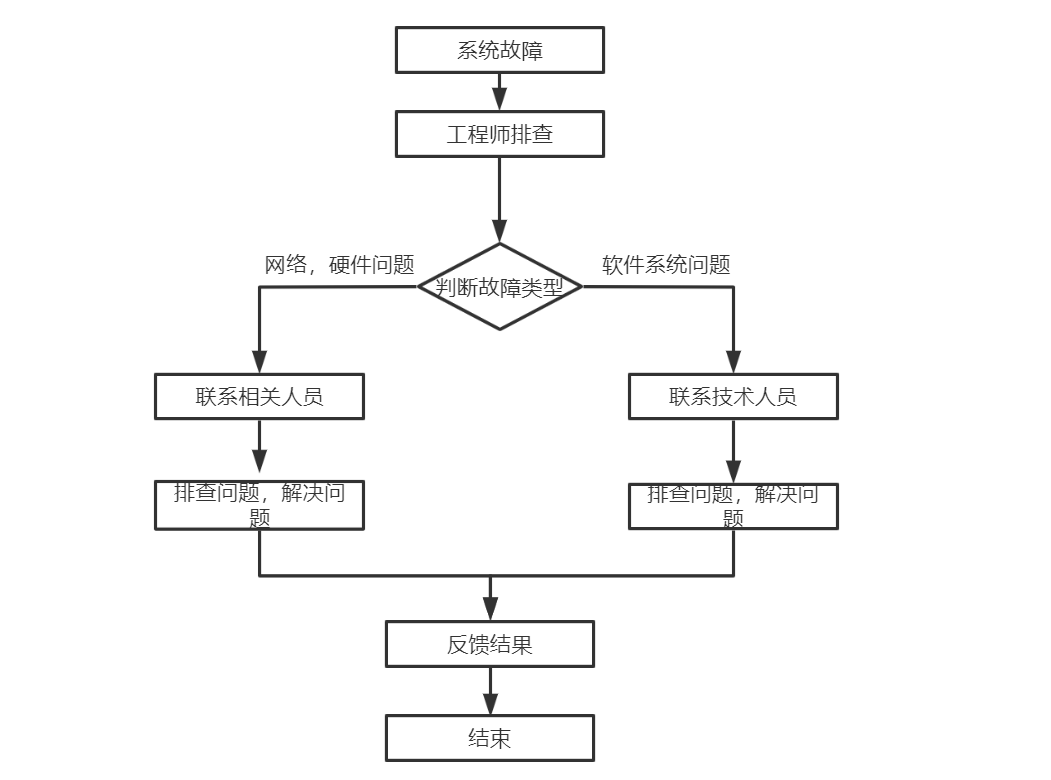 系统故障
工程师排查
网络，硬件问题
判断故障类型
软件系统问题
联系相关人员
联系技术人员
排查问题，解决问
题
排查问题，解决问
题
反馈结果
结束